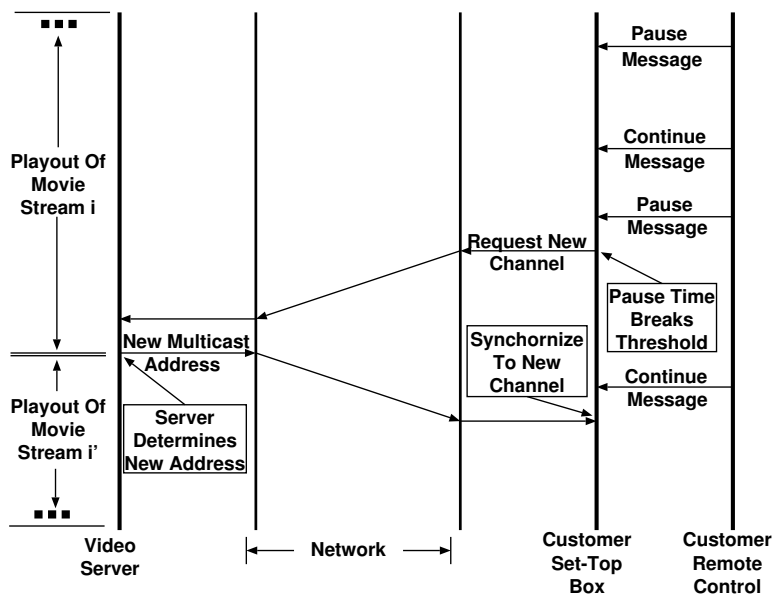 Pause
Message
Continue
Message
Pause
Message
Playout Of
Movie
Stream i
Request New
Channel
Pause Time
Breaks
Threshold
New Multicast
Address
Synchornize
To New
Channel
Continue
Message
Playout Of
Movie
Stream i'
Server
Determines
New Address
Video
Server
Network
Customer
Set-Top
Box
Customer
Remote
Control